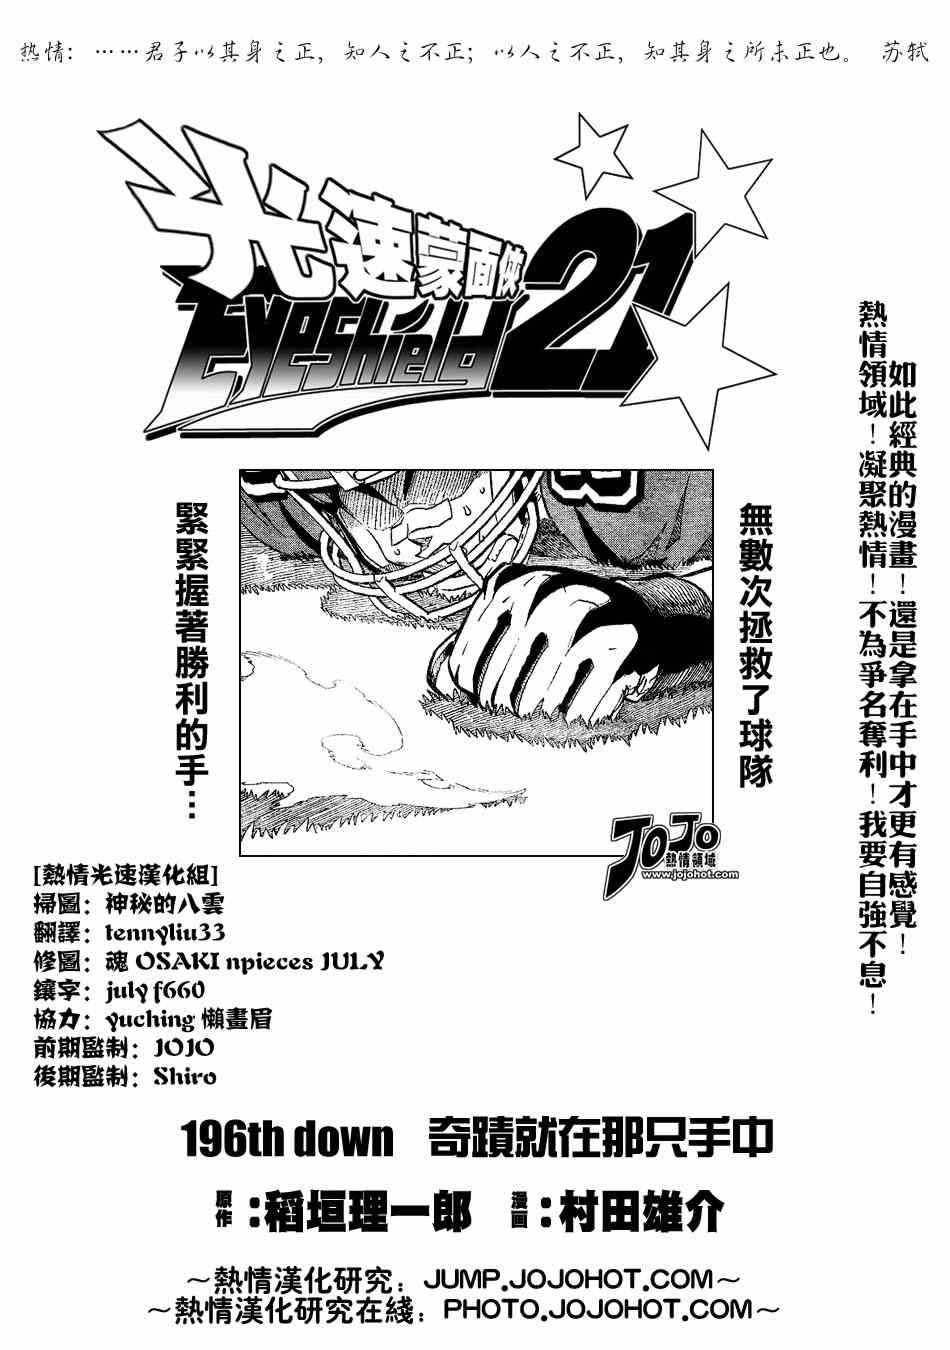 热情: ……君子以其身之正，知人之不正；以人之不正，知其身之所未正也。 苏轼
光速蒙面俠
Eyeshield 21
如此經典的漫畫！還是拿在手中才更有感覺！
熱情領域！凝聚熱情！不為爭名奪利！我要自強不息！
無數次拯救了球隊
緊緊握著勝利的手…
JOJO
熱情領域
www.jojohot.com
[熱情光速漢化組]
掃圖：神秘的八雲
翻譯：tennyliu33
修圖：魂 OSAKI npieces JULY
鑲字：july f660
協力：yuching 懶畫眉
前期監制：JOJO
後期監制：Shiro
196th down 奇蹟就在那只手中
原作:稻垣理一郎 漫画:村田雄介
～熱情漢化研究：JUMP.JOJOHOT.COM～
～熱情漢化研究在綫：PHOTO.JOJOHOT.COM～